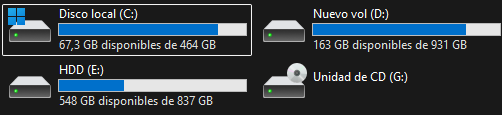 Disco local (C:)
67,3 GB disponibles de 464 GB
Nuevo vol (D:)
163 GB disponibles de 931 GB
HDD (E:)
548 GB disponibles de 837 GB
Unidad de CD (G:)